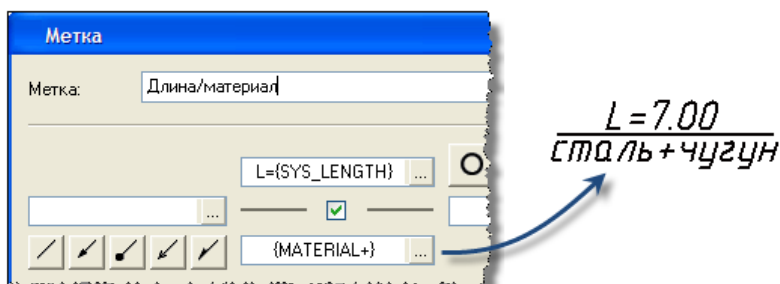 Метка
Метка:
Длина/материал
L=7.00
сталь+чугун
L={SYS_LENGTH}
...
...
{MATERIAL+}
...